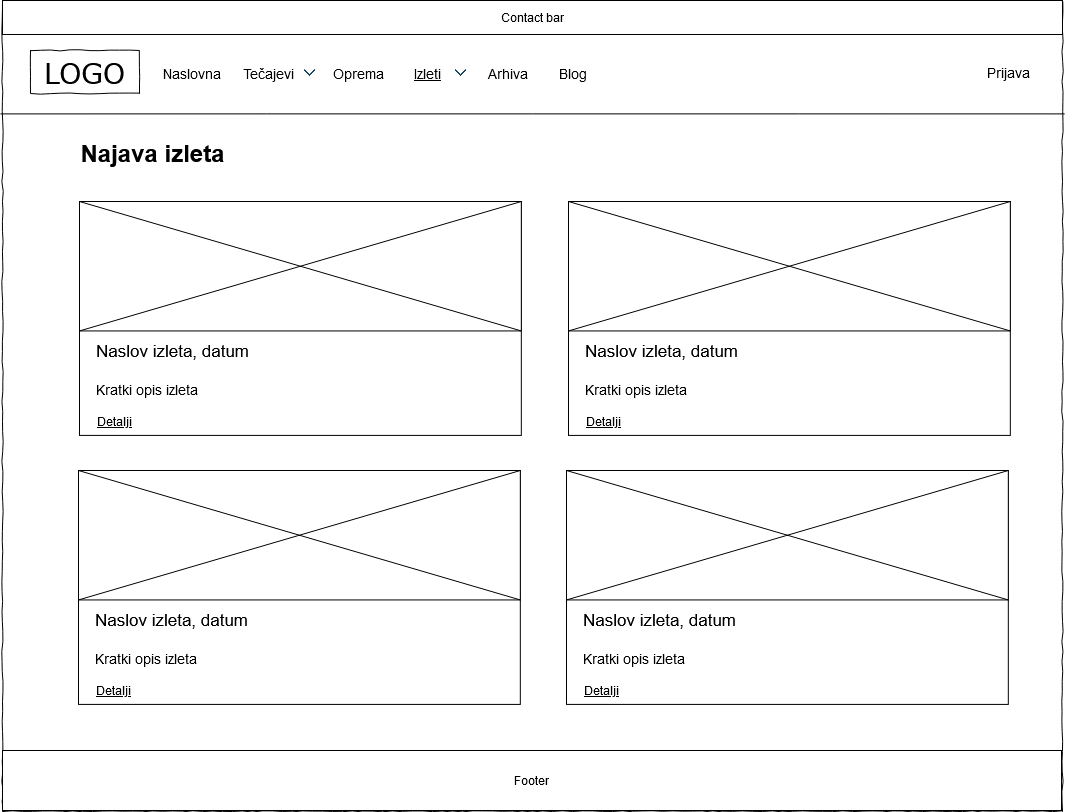 Contact bar
LOGO Naslovna Tečajevi Oprema Izleti Arhiva Blog Prijava
Najava izleta
Naslov izleta, datum
Kratki opis izleta
Detalji
Naslov izleta, datum
Kratki opis izleta
Detalji
Naslov izleta, datum
Kratki opis izleta
Detalji
Naslov izleta, datum
Kratki opis izleta
Detalji
Footer